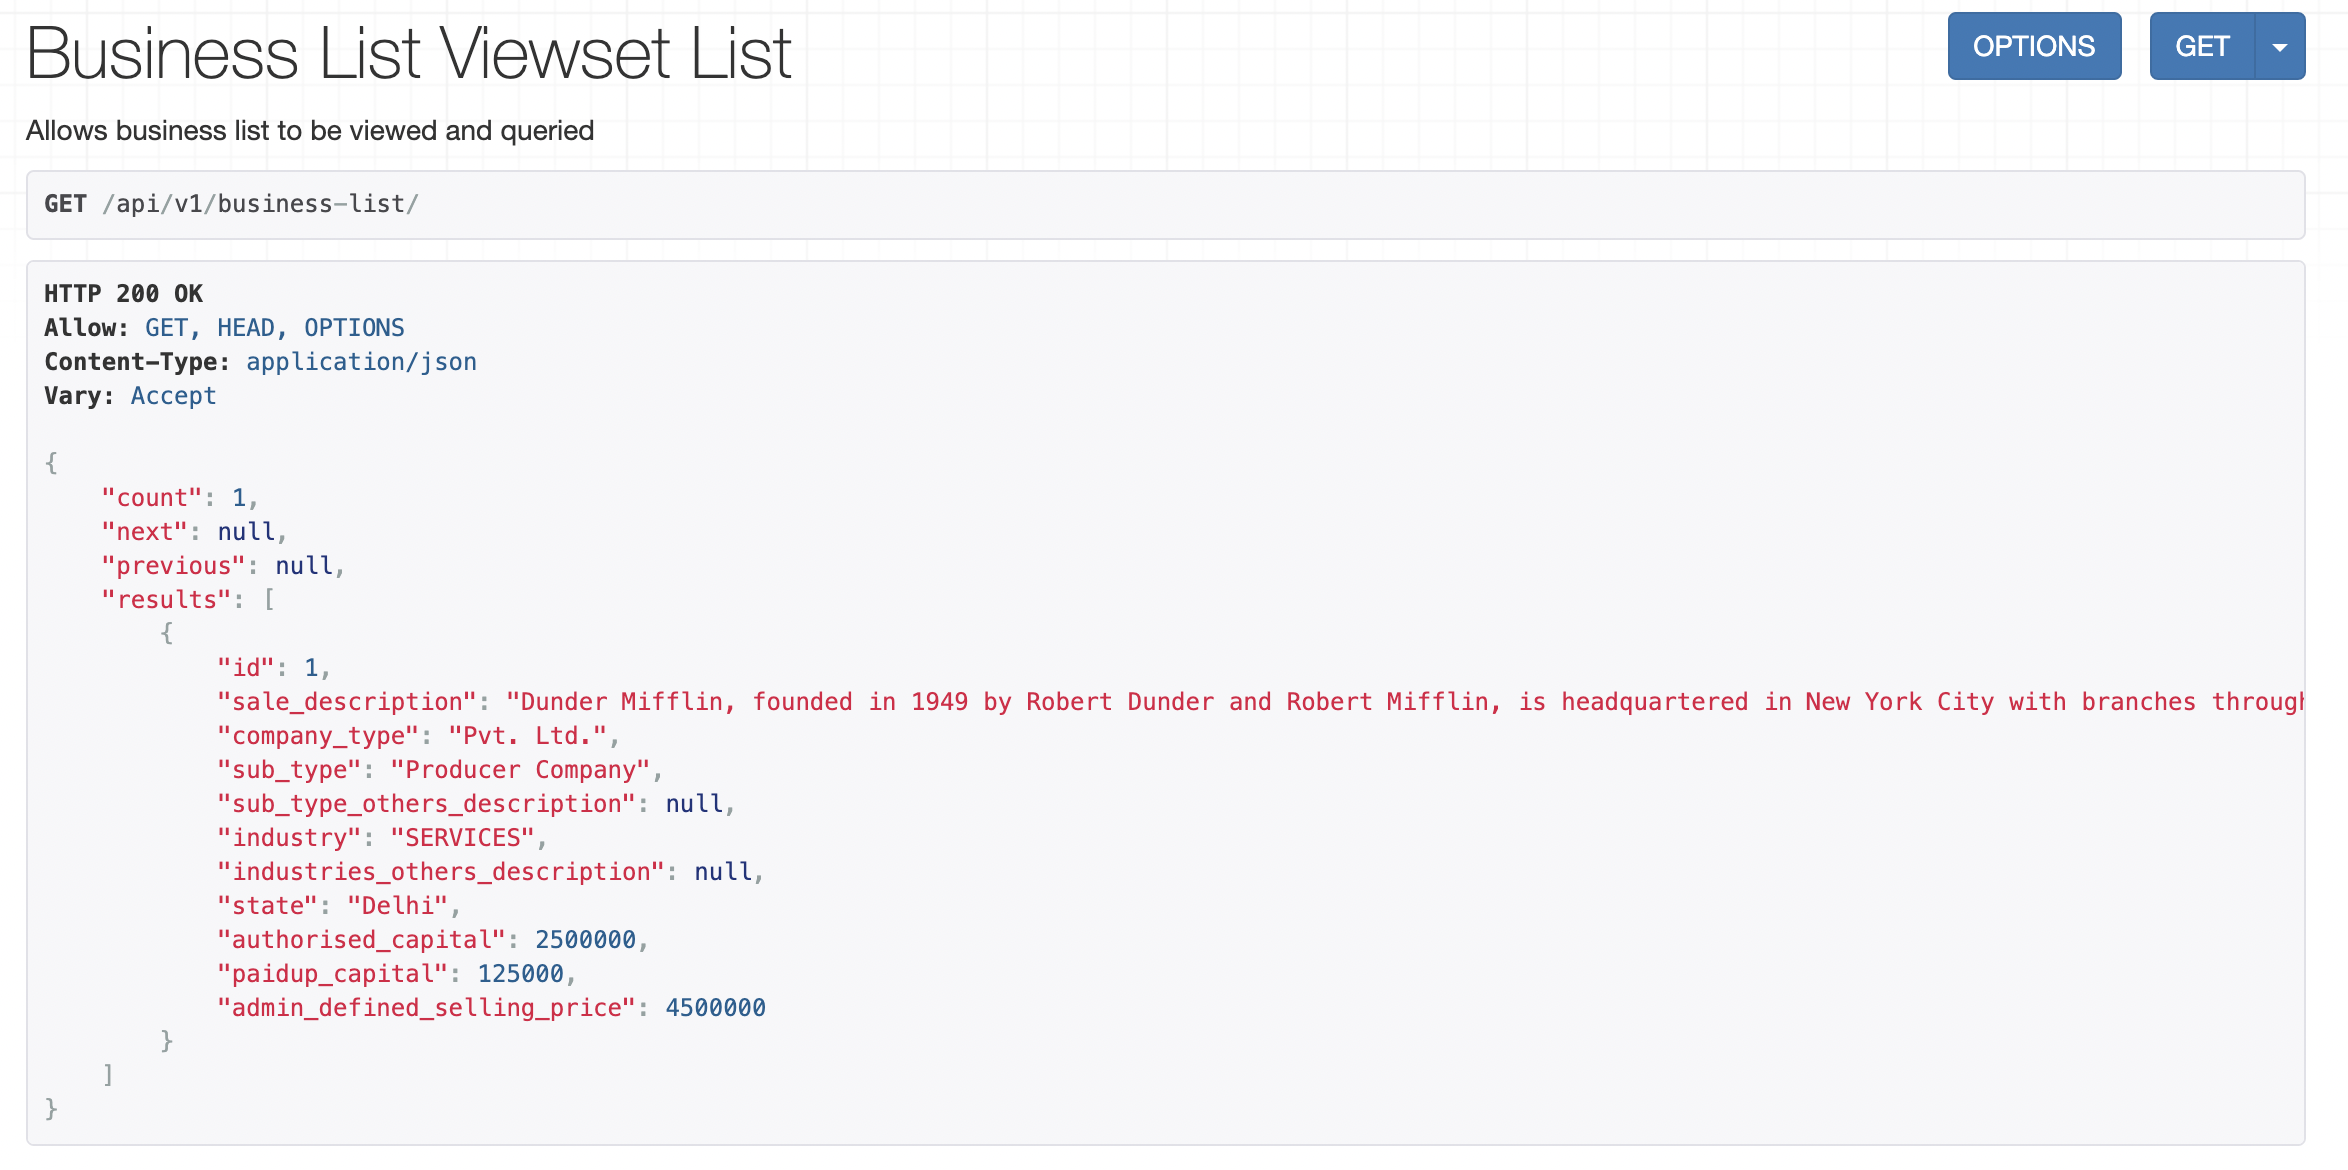 Business List Viewset List
OPTIONS
GET
Allows business list to be viewed and queried
GET /api/v1/business-list/
HTTP 200 OK
Allow: GET, HEAD, OPTIONS
Content-Type: application/json
Vary: Accept
{
"count": 1,
"next": null,
"previous": null,
"results": [
{
"id": 1,
"sale_description": "Dunder Mifflin, founded in 1949 by Robert Dunder and Robert Mifflin, is headquartered in New York City with branches through
"company_type": "Pvt. Ltd.",
"sub_type": "Producer Company",
"sub_type_others_description": null,
"industry": "SERVICES",
"industries_others_description": null,
"state": "Delhi",
"authorised_capital": 2500000,
"paidup_capital": 125000,
"admin_defined_selling_price": 4500000
}
]
}